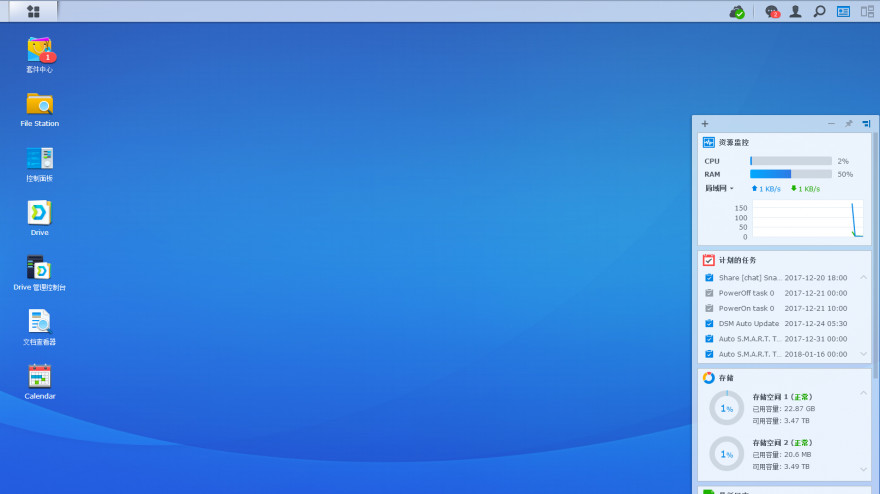 1
套件中心
File Station
控制面板
Drive
Drive 管理控制台
文档查看器
Calendar
2
资源监控
CPU 2%
RAM 50%
局域网 1 KB/s 1 KB/s
150
100
50
0
计划的任务
Share [chat] Sna... 2017-12-20 18:00
PowerOff task 0 2017-12-21 00:00
PowerOn task 0 2017-12-21 10:00
DSM Auto Update 2017-12-24 05:30
Auto S.M.A.R.T. T... 2017-12-31 00:00
Auto S.M.A.R.T. T... 2018-01-16 00:00
存储
1%
存储空间 1 (正常)
已用容量: 22.87 GB
可用容量: 3.47 TB
1%
存储空间 2 (正常)
已用容量: 20.6 MB
可用容量: 3.49 TB